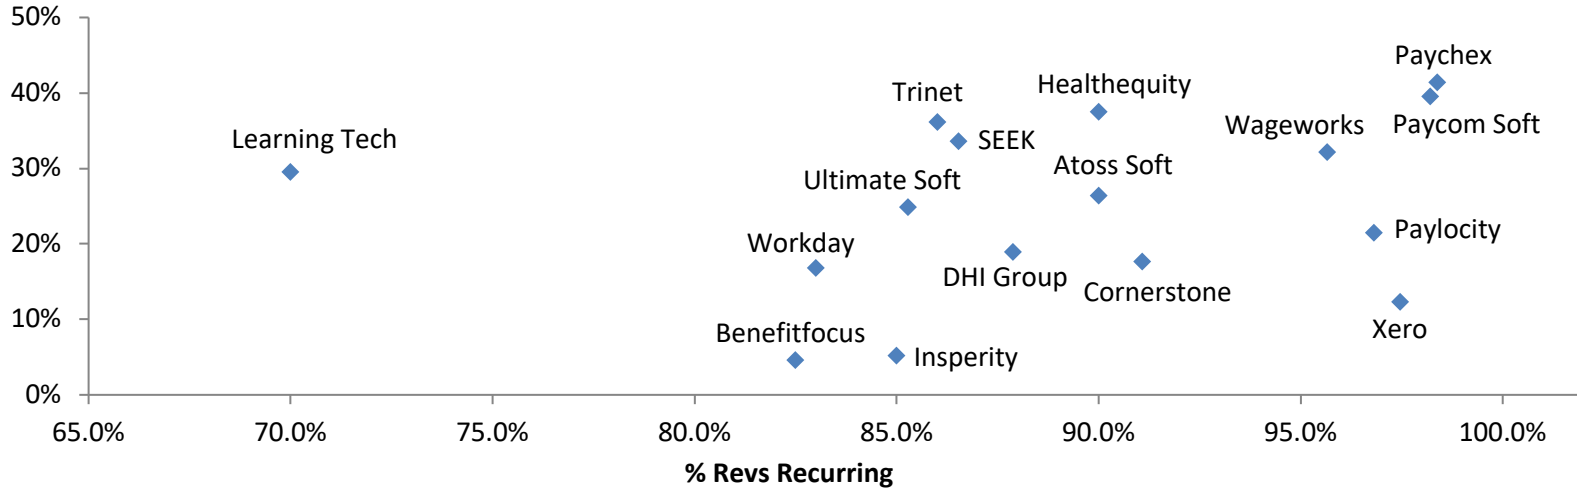 50%
Paychex
Trinet
Healthequity
40%
Wageworks
Paycom Soft
Learning Tech
SEEK
30%
Ultimate Soft
Atoss Soft
Paylocity
20%
Workday
DHI Group
Cornerstone
10%
Xero
Benefitfocus
Insperity
0%
65.0% 70.0% 75.0% 80.0% 85.0% 90.0% 95.0% 100.0%
% Revs Recurring